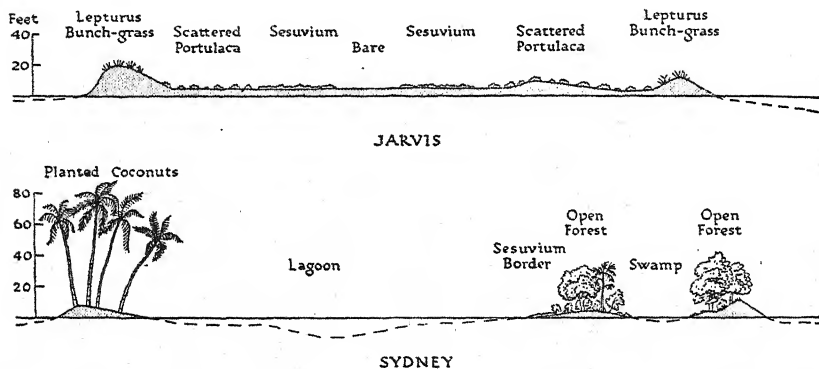 Feet
40
20
Lepturus
Bunch-grass
Scattered
Portulaca
Sesuvium
Bare
Sesuvium
Scattered
Portulaca
Lepturus
Bunch-grass
JARVIS
Planted Coconuts
80
60
40
20
Lagoon
Sesuvium
Border
Open
Forest
Swamp
Open
Forest
SYDNEY